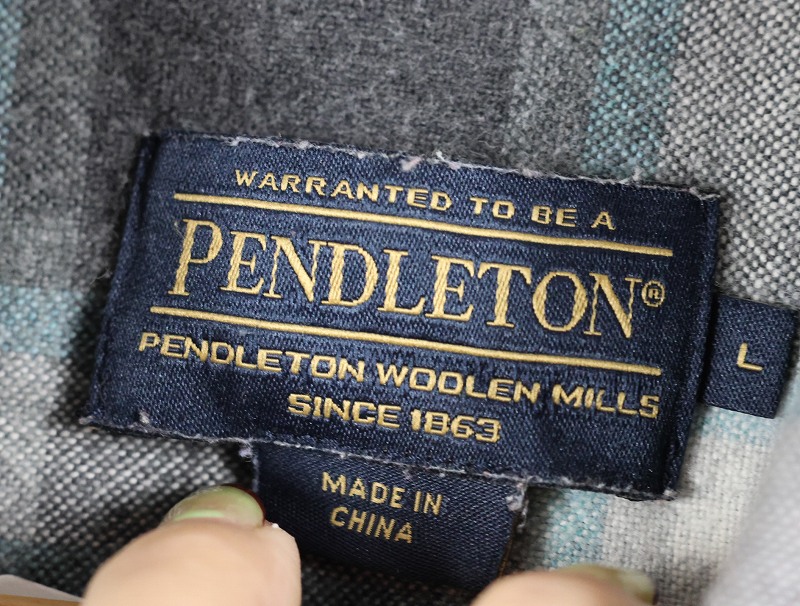 WARRANTED TO BE A
PENDLETON®
PENDLETON WOOLEN MILLS
SINCE 1863
L
MADE IN
CHINA